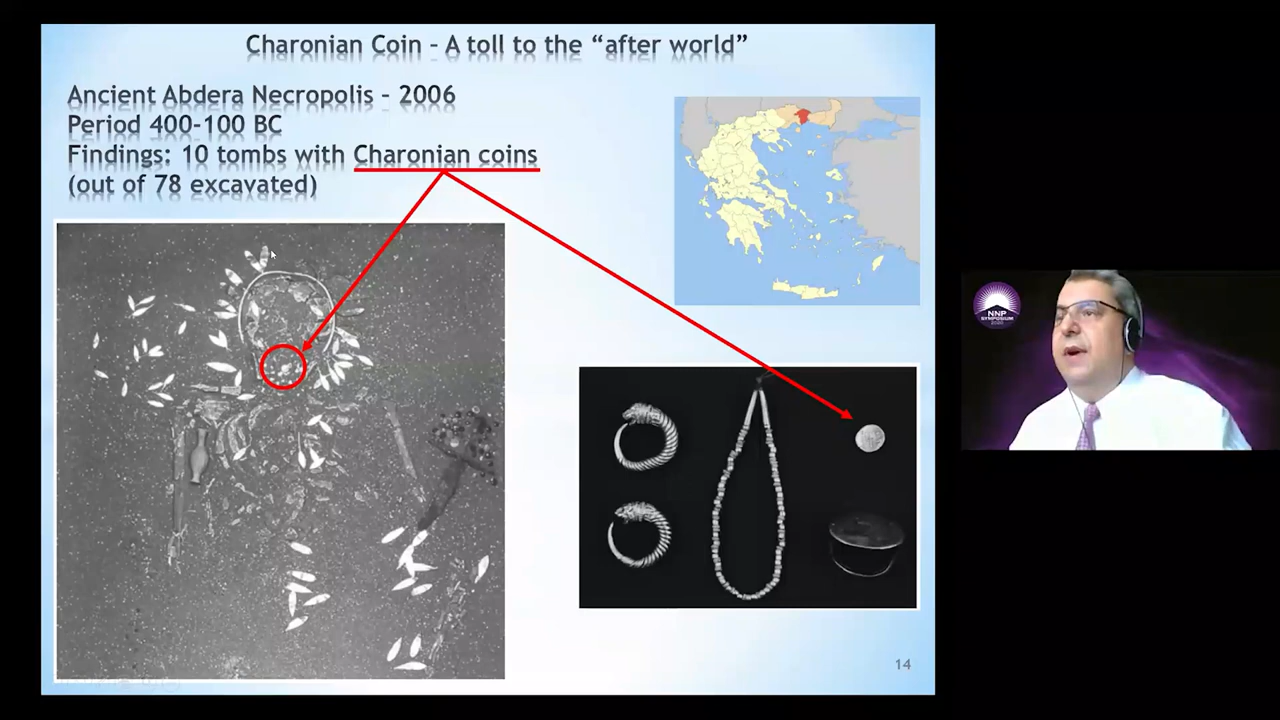 Charonian Coin – A toll to the “after world”
Ancient Abdera Necropolis – 2006
Period 400-100 BC
Findings: 10 tombs with Charonian coins
(out of 78 excavated)
14
NNP
SYMPOSIUM
2020